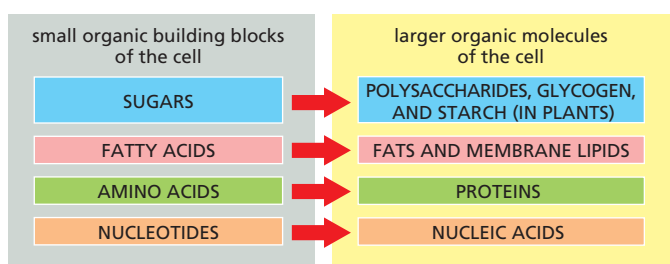 small organic building blocks
of the cell
larger organic molecules
of the cell
SUGARS
POLYSACCHARIDES, GLYCOGEN,
AND STARCH (IN PLANTS)
FATTY ACIDS
FATS AND MEMBRANE LIPIDS
AMINO ACIDS
PROTEINS
NUCLEOTIDES
NUCLEIC ACIDS